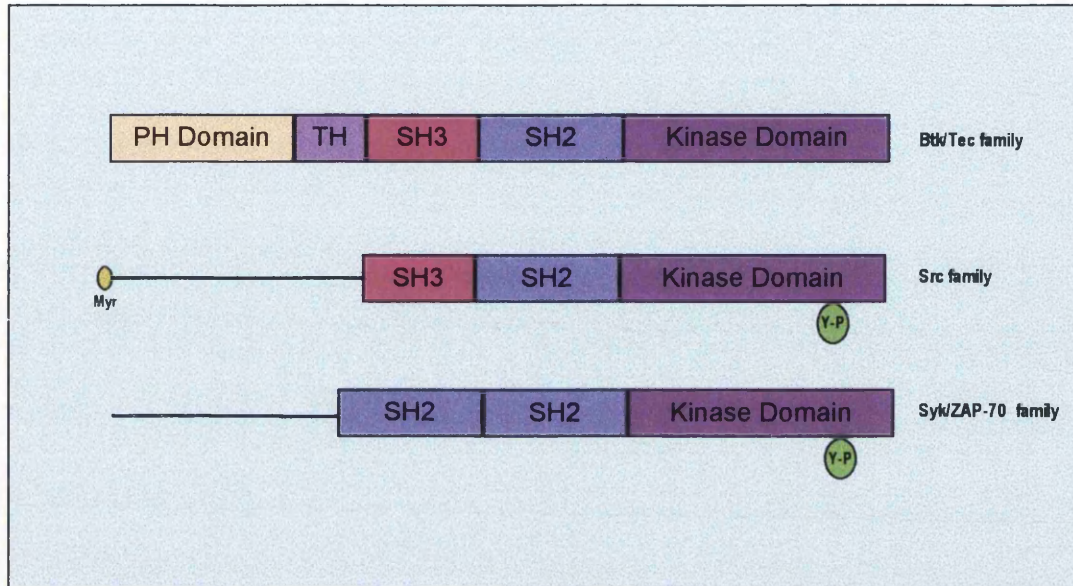 PH Domain TH SH3 SH2 Kinase Domain Btk/Tec family
SH3 SH2 Kinase Domain Src family
Myr
Y-P
SH2 SH2 Kinase Domain Syk/ZAP-70 family
Y-P